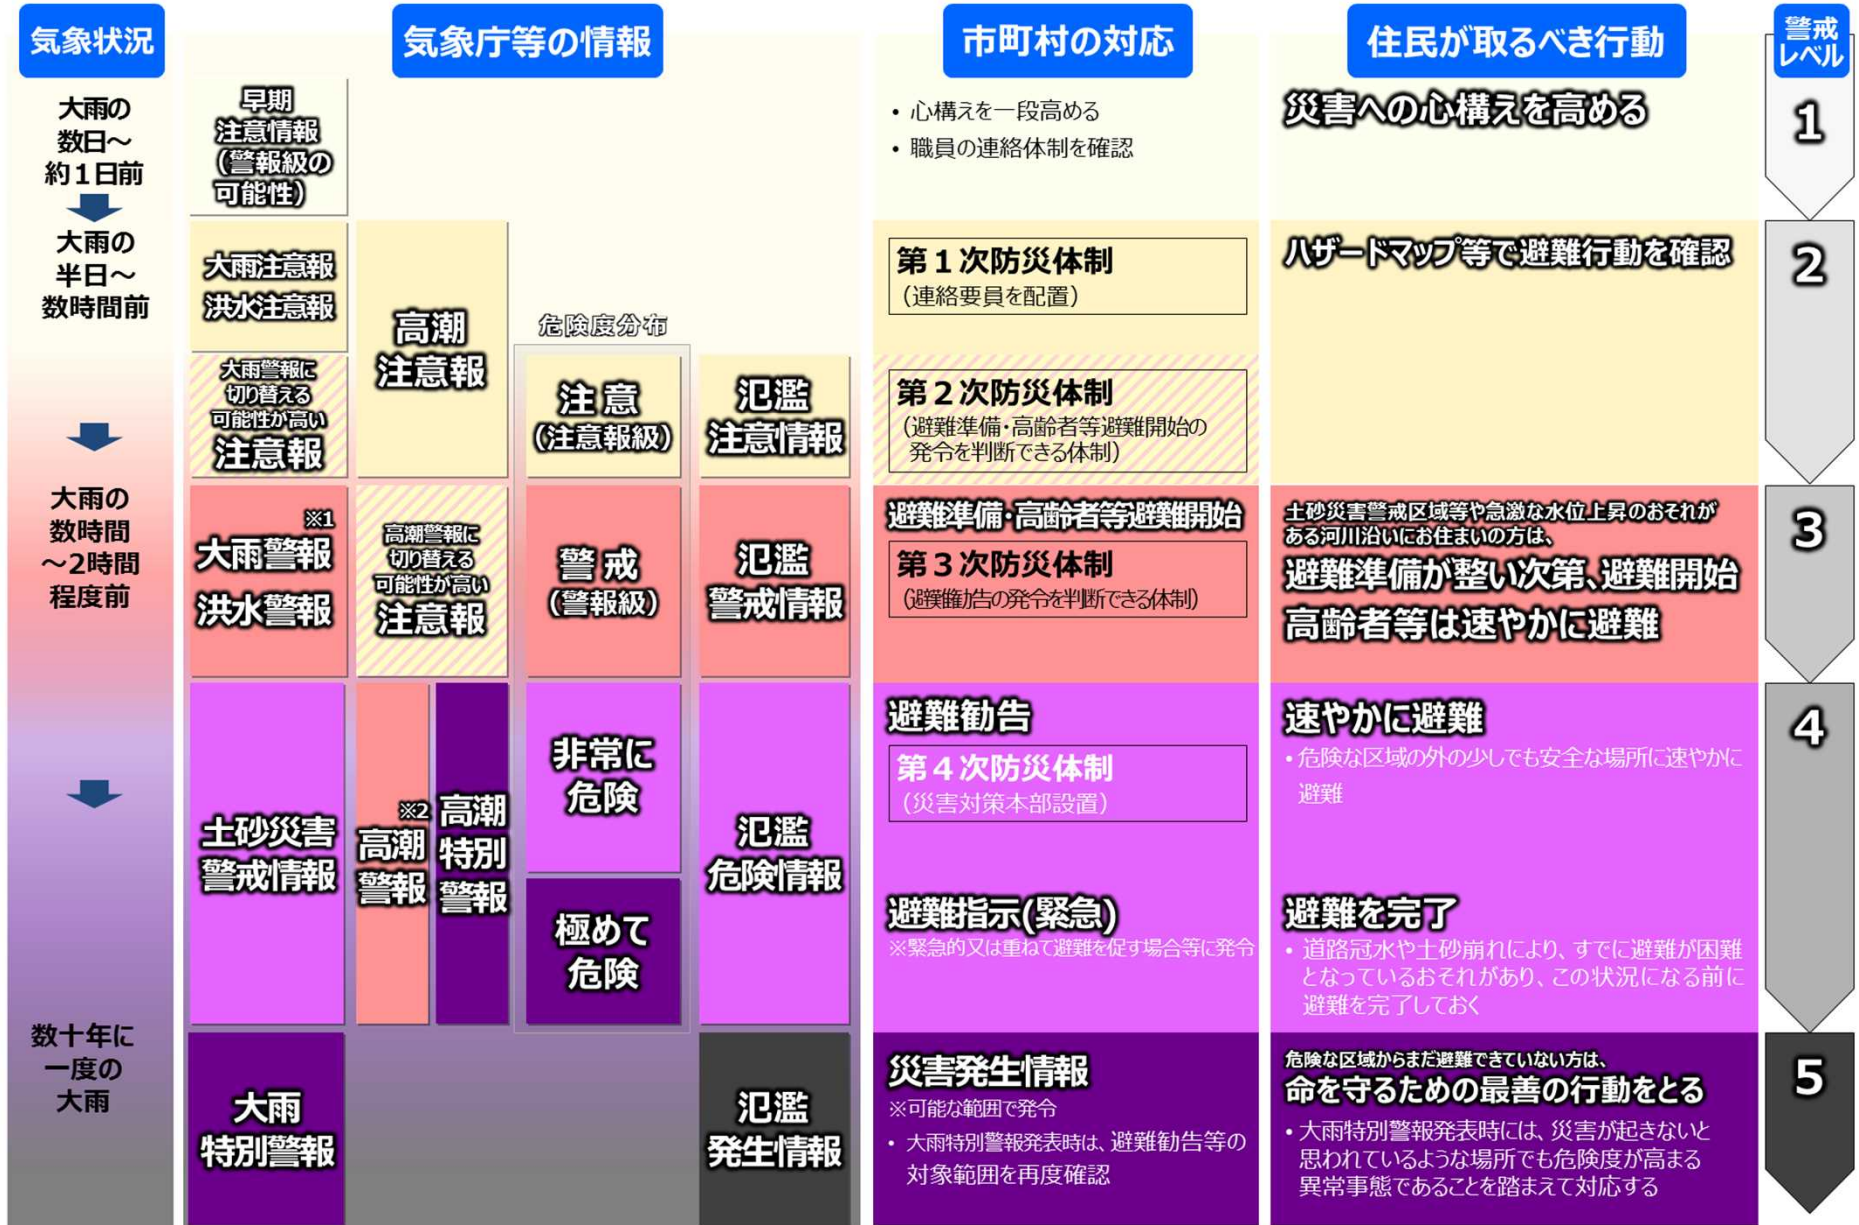 気象状況
気象庁等の情報
市町村の対応
住民が取るべき行動
警戒
レベル
大雨の
数日～
約1日前
早期
注意情報
（警報級の
可能性）
• 心構えを一段高める
• 職員の連絡体制を確認
災害への心構えを高める
1
大雨の
半日～
数時間前
大雨注意報
洪水注意報
高潮
注意報
危険度分布
第１次防災体制
（連絡要員を配置）
ハザードマップ等で避難行動を確認
2
大雨警報に
切り替える
可能性が高い
注意報
注 意
（注意報級）
氾濫
注意情報
第２次防災体制
（避難準備・高齢者等避難開始の
発令を判断できる体制）
大雨の
数時間
～2時間
程度前
※1
大雨警報
洪水警報
高潮警報に
切り替える
可能性が高い
注意報
警 戒
（警報級）
氾濫
警戒情報
避難準備・高齢者等避難開始
第３次防災体制
（避難勧告の発令を判断できる体制）
土砂災害警戒区域等や急激な水位上昇のおそれが
ある河川沿いにお住まいの方は、
避難準備が整い次第、避難開始
高齢者等は速やかに避難
3
土砂災害
警戒情報
※2
高潮
警報
高潮
特別
警報
非常に
危険
極めて
危険
氾濫
危険情報
避難勧告
第４次防災体制
（災害対策本部設置）
避難指示(緊急)
※緊急的又は重ねて避難を促す場合等に発令
速やかに避難
• 危険な区域の外の少しでも安全な場所に速やかに
避難
避難を完了
• 道路冠水や土砂崩れにより、すでに避難が困難
となっているおそれがあり、この状況になる前に
避難を完了しておく
4
数十年に
一度の
大雨
大雨
特別警報
氾濫
発生情報
災害発生情報
※可能な範囲で発令
• 大雨特別警報発表時は、避難勧告等の
対象範囲を再度確認
危険な区域からまだ避難できていない方は、
命を守るための最善の行動をとる
• 大雨特別警報発表時には、災害が起きないと
思われているような場所でも危険度が高まる
異常事態であることを踏まえて対応する
5